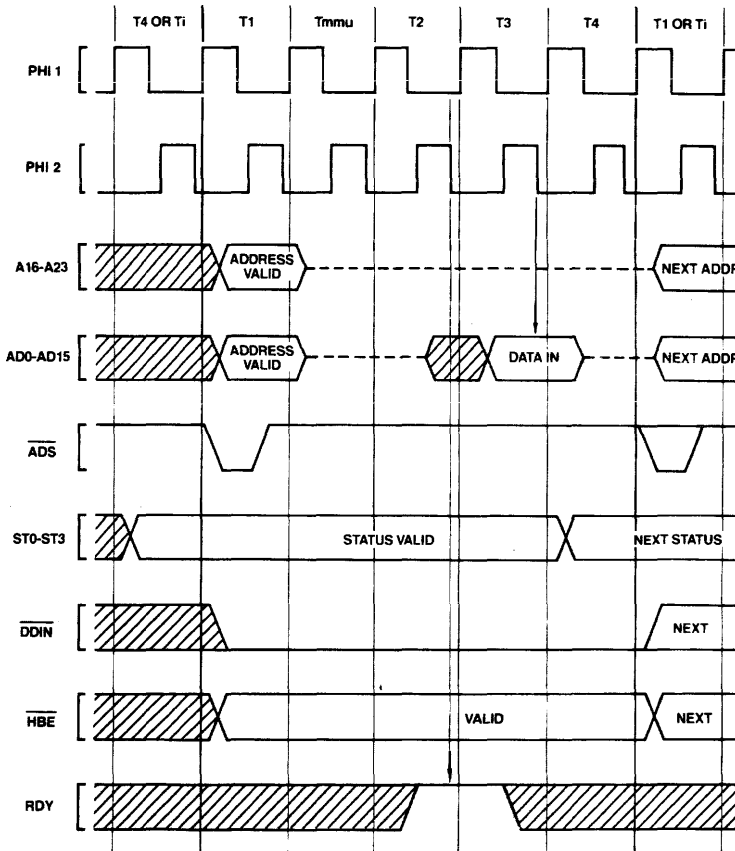 T4 OR Ti T1 Tmmu T2 T3 T4 T1 OR Ti
PHI 1
PHI 2
A16-A23 ADDRESS VALID NEXT ADDR
AD0-AD15 ADDRESS VALID DATA IN NEXT ADDR
ADS
ST0-ST3 STATUS VALID NEXT STATUS
DDIN NEXT
HBE VALID NEXT
RDY